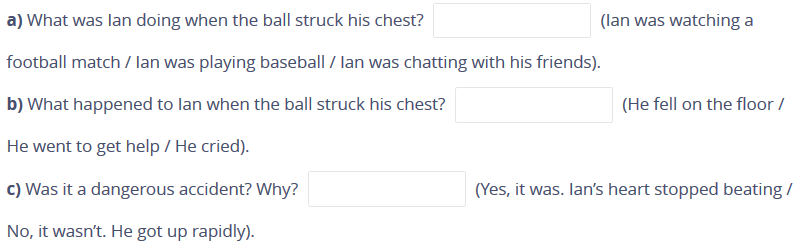 a) What was Ian doing when the ball struck his chest? (Ian was watching a
football match / Ian was playing baseball / Ian was chatting with his friends).
b) What happened to Ian when the ball struck his chest? (He fell on the floor /
He went to get help / He cried).
c) Was it a dangerous accident? Why? (Yes, it was. Ian’s heart stopped beating /
No, it wasn’t. He got up rapidly).